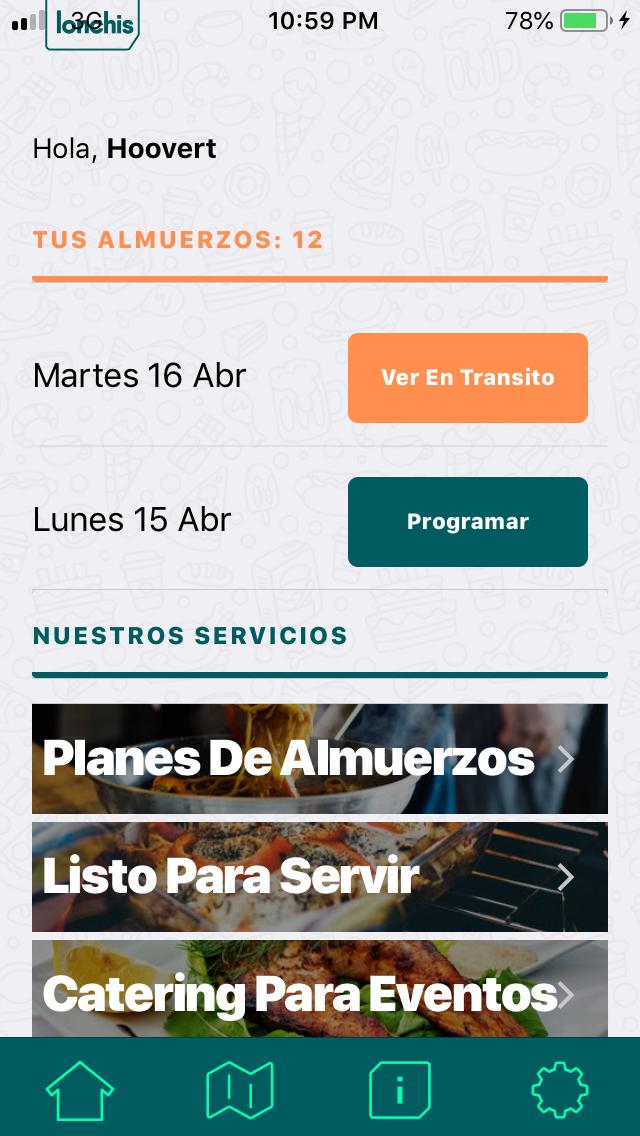 3G
lonchis
10:59 PM
78%
Hola, Hoovert
TUS ALMUERZOS: 12
Martes 16 Abr
Ver En Transito
Lunes 15 Abr
Programar
NUESTROS SERVICIOS
Planes De Almuerzos
Listo Para Servir
Catering Para Eventos